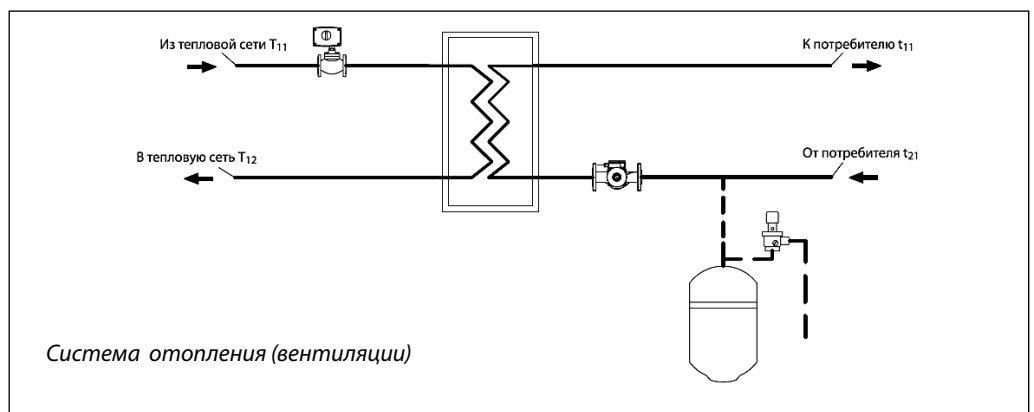 Из тепловой сети T₁₁
К потребителю t₁₁
В тепловую сеть T₁₂
От потребителя t₂₁
Система отопления (вентиляции)